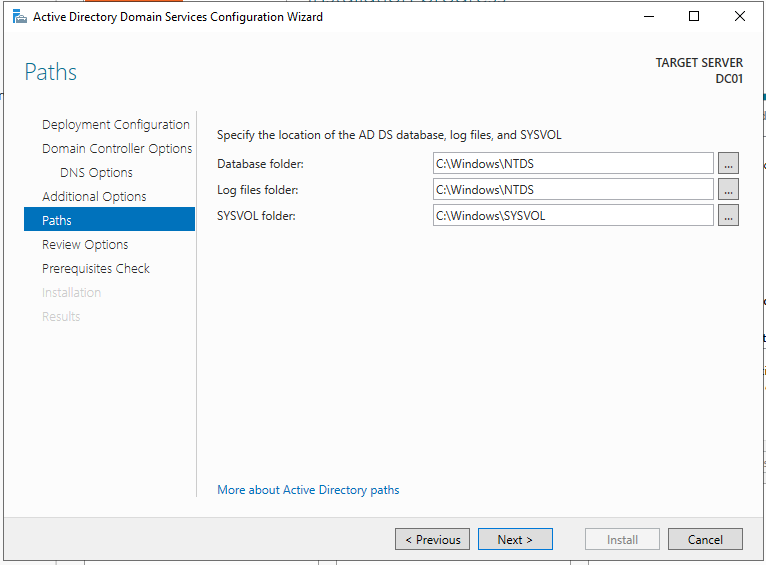 Active Directory Domain Services Configuration Wizard
Paths
TARGET SERVER
DC01
Deployment Configuration
Domain Controller Options
DNS Options
Additional Options
Paths
Review Options
Prerequisites Check
Installation
Results
Specify the location of the AD DS database, log files, and SYSVOL
Database folder: C:\Windows\NTDS ...
Log files folder: C:\Windows\NTDS ...
SYSVOL folder: C:\Windows\SYSVOL ...
More about Active Directory paths
< Previous Next > Install Cancel